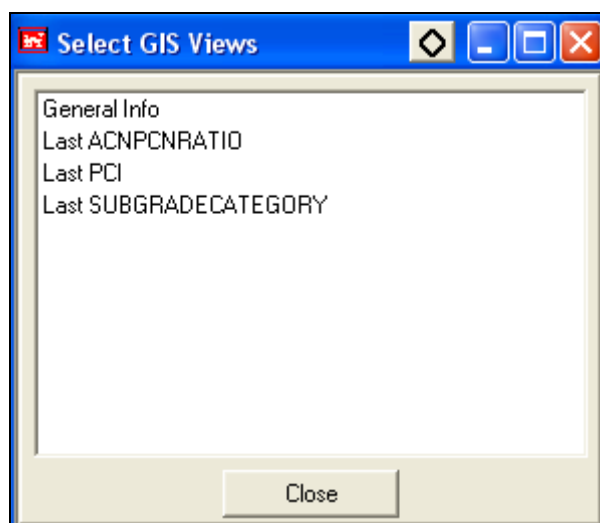 Select GIS Views
General Info
Last ACNPCNRATIO
Last PCI
Last SUBGRADECATEGORY
Close